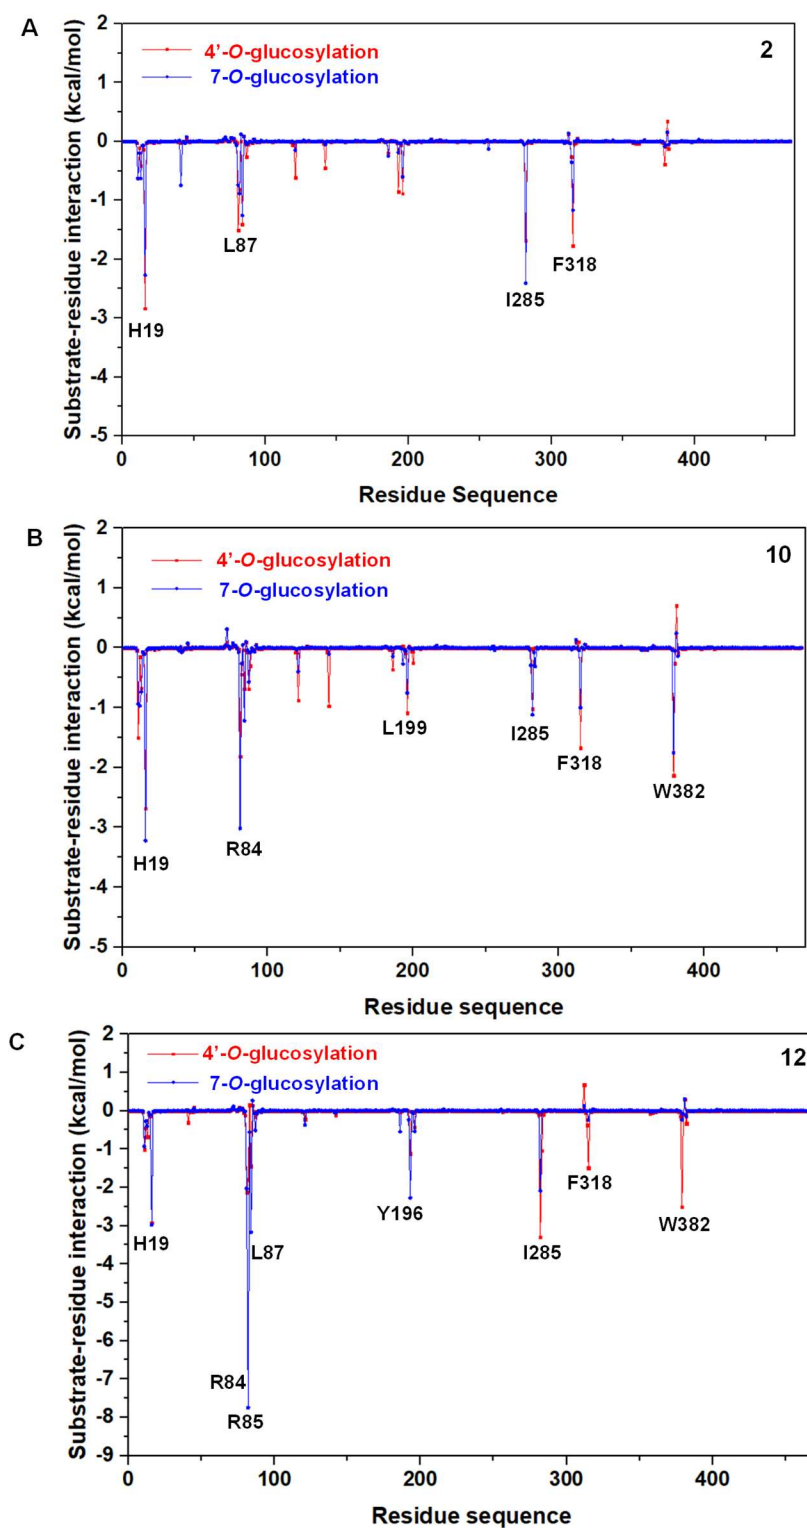 A
4’-O-glucosylation
2
7-O-glucosylation
Substrate-residue interaction (kcal/mol)
2
1
0
-1
-2
-3
-4
-5
L87
F318
I285
H19
0 100 200 300 400
Residue Sequence
B
4’-O-glucosylation
10
7-O-glucosylation
Substrate-residue interaction (kcal/mol)
2
1
0
-1
-2
-3
-4
-5
L199
I285
F318
W382
H19
R84
0 100 200 300 400
Residue sequence
C
4’-O-glucosylation
12
7-O-glucosylation
Substrate-residue interaction (kcal/mol)
2
1
0
-1
-2
-3
-4
-5
-6
-7
-8
-9
F318
Y196
W382
H19
L87
I285
R84
R85
0 100 200 300 400
Residue sequence